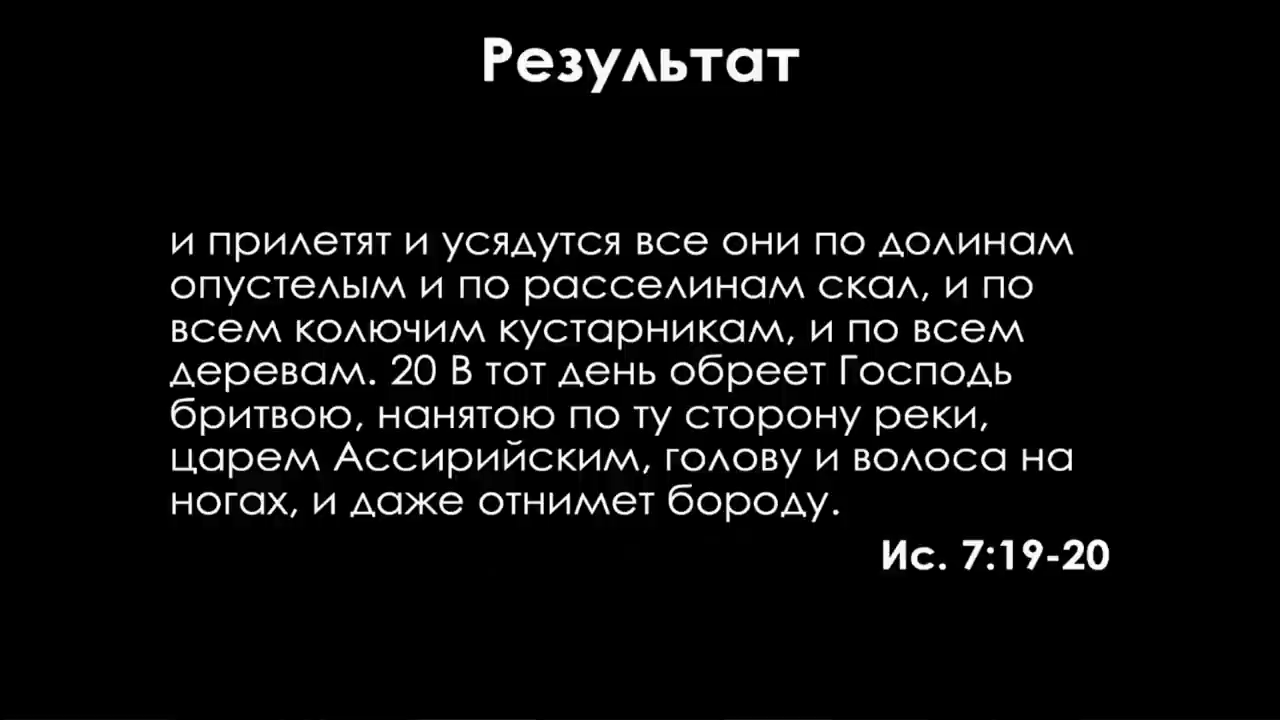 Результат
и прилетят и усядутся все они по долинам
опустелым и по расселинам скал, и по
всем колючим кустарникам, и по всем
деревам. 20 В тот день обреет Господь
бритвою, нанятою по ту сторону реки,
царем Ассирийским, голову и волоса на
ногах, и даже отнимет бороду.
Ис. 7:19-20